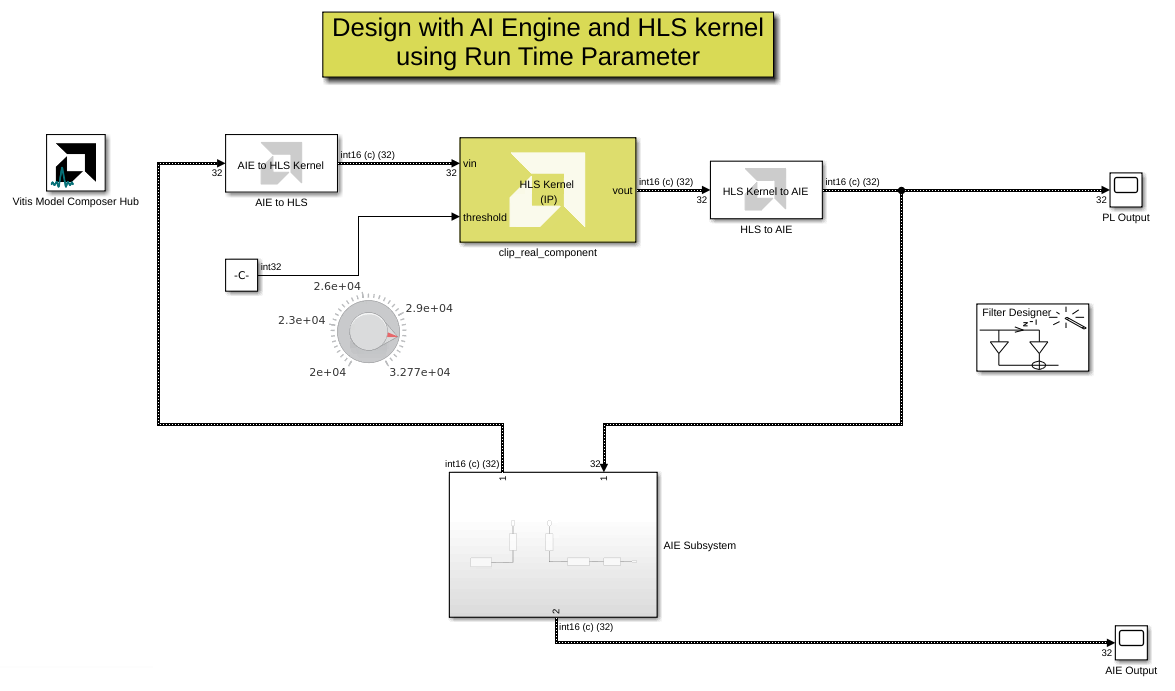 Design with AI Engine and HLS kernel
using Run Time Parameter
Vitis Model Composer Hub
32
AIE to HLS Kernel
AIE to HLS
int16 (c) (32)
32
vin
threshold
HLS Kernel
(IP)
vout
clip_real_component
int16 (c) (32)
32
HLS Kernel to AIE
HLS to AIE
int16 (c) (32)
32
PL Output
-C-
int32
2.6e+04
2.9e+04
2.3e+04
2e+04
3.277e+04
Filter Designer
z⁻¹
int16 (c) (32)
32
1
1
AIE Subsystem
2
int16 (c) (32)
32
AIE Output